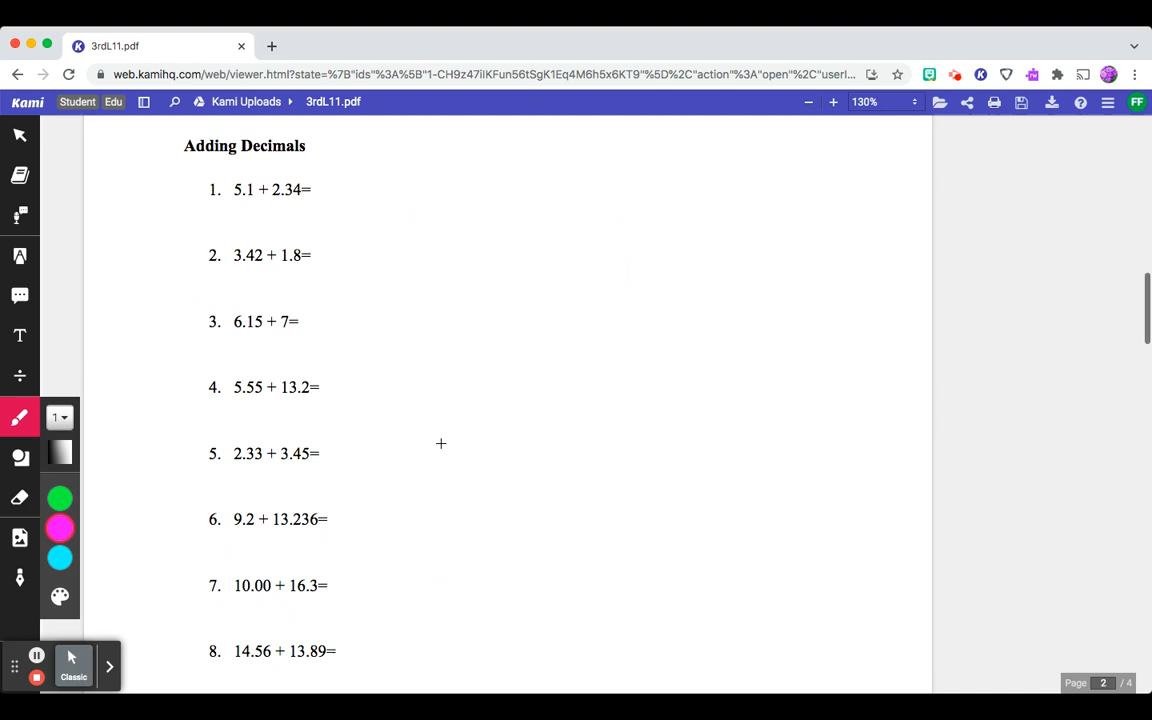 3rdL11.pdf
web.kamihq.com/web/viewer.html?state=%7B"ids"%3A%5B"1-CH9z47ilKFun56tSgK1Eq4M6h5x6KT9"%5D%2C"action"%3A"open"%2C"userI...
Kami Student Edu Kami Uploads 3rdL11.pdf 130% FF
Adding Decimals
1. 5.1 + 2.34=
2. 3.42 + 1.8=
3. 6.15 + 7=
4. 5.55 + 13.2=
1
5. 2.33 + 3.45=
6. 9.2 + 13.236=
7. 10.00 + 16.3=
8. 14.56 + 13.89=
Classic
Page 2 / 4